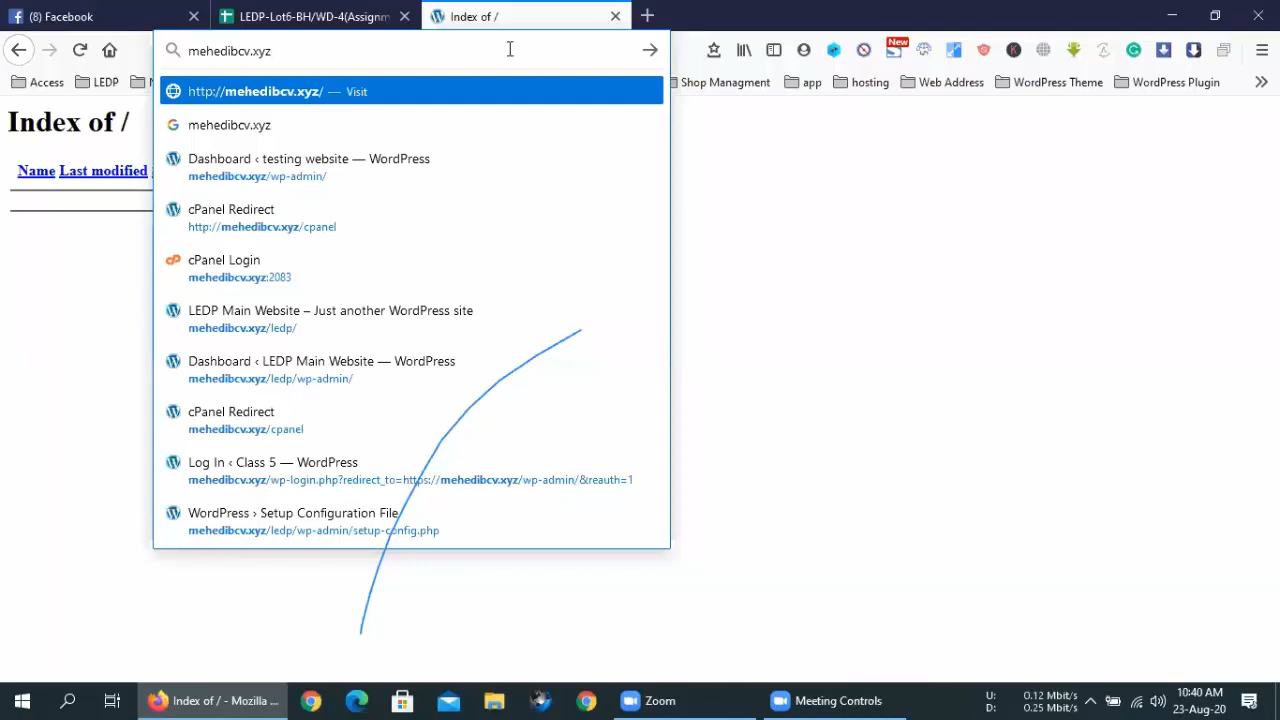 (8) Facebook
LEDP-Lot6-BH/WD-4(Assignm
Index of /
mehedibcv.xyz
New
Access
LEDP
Shop Managment
app
hosting
Web Address
WordPress Theme
WordPress Plugin
http://mehedibcv.xyz/ — Visit
mehedibcv.xyz
Index of /
Name Last modified
Dashboard ‹ testing website — WordPress
mehedibcv.xyz/wp-admin/
cPanel Redirect
http://mehedibcv.xyz/cpanel
cPanel Login
mehedibcv.xyz:2083
LEDP Main Website – Just another WordPress site
mehedibcv.xyz/ledp/
Dashboard ‹ LEDP Main Website — WordPress
mehedibcv.xyz/ledp/wp-admin/
cPanel Redirect
mehedibcv.xyz/cpanel
Log In ‹ Class 5 — WordPress
mehedibcv.xyz/wp-login.php?redirect_to=https://mehedibcv.xyz/wp-admin/&reauth=1
WordPress › Setup Configuration File
mehedibcv.xyz/ledp/wp-admin/setup-config.php
Index of / - Mozilla ...
Zoom
Meeting Controls
U: 0.12 Mbit/s
D: 0.25 Mbit/s
10:40 AM
23-Aug-20